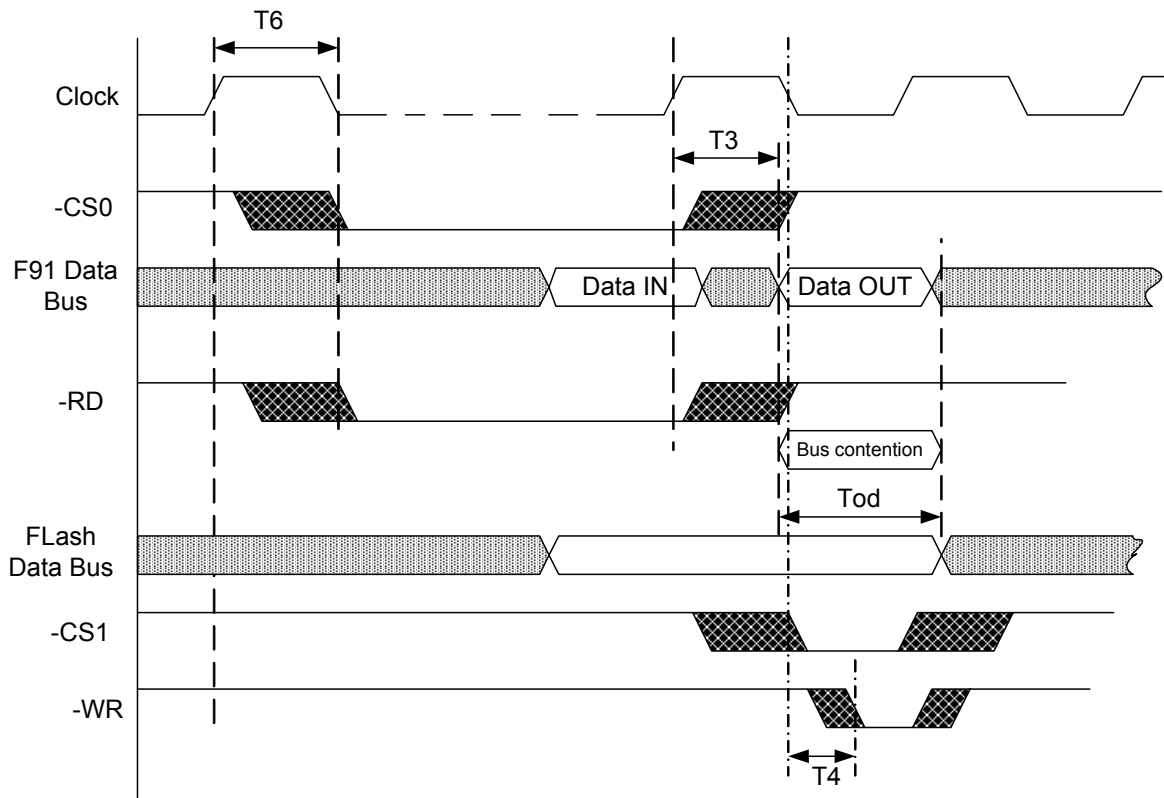 T6
Clock
T3
-CS0
F91 Data
Bus
Data IN
Data OUT
-RD
Bus contention
Tod
FLash
Data Bus
-CS1
-WR
T4